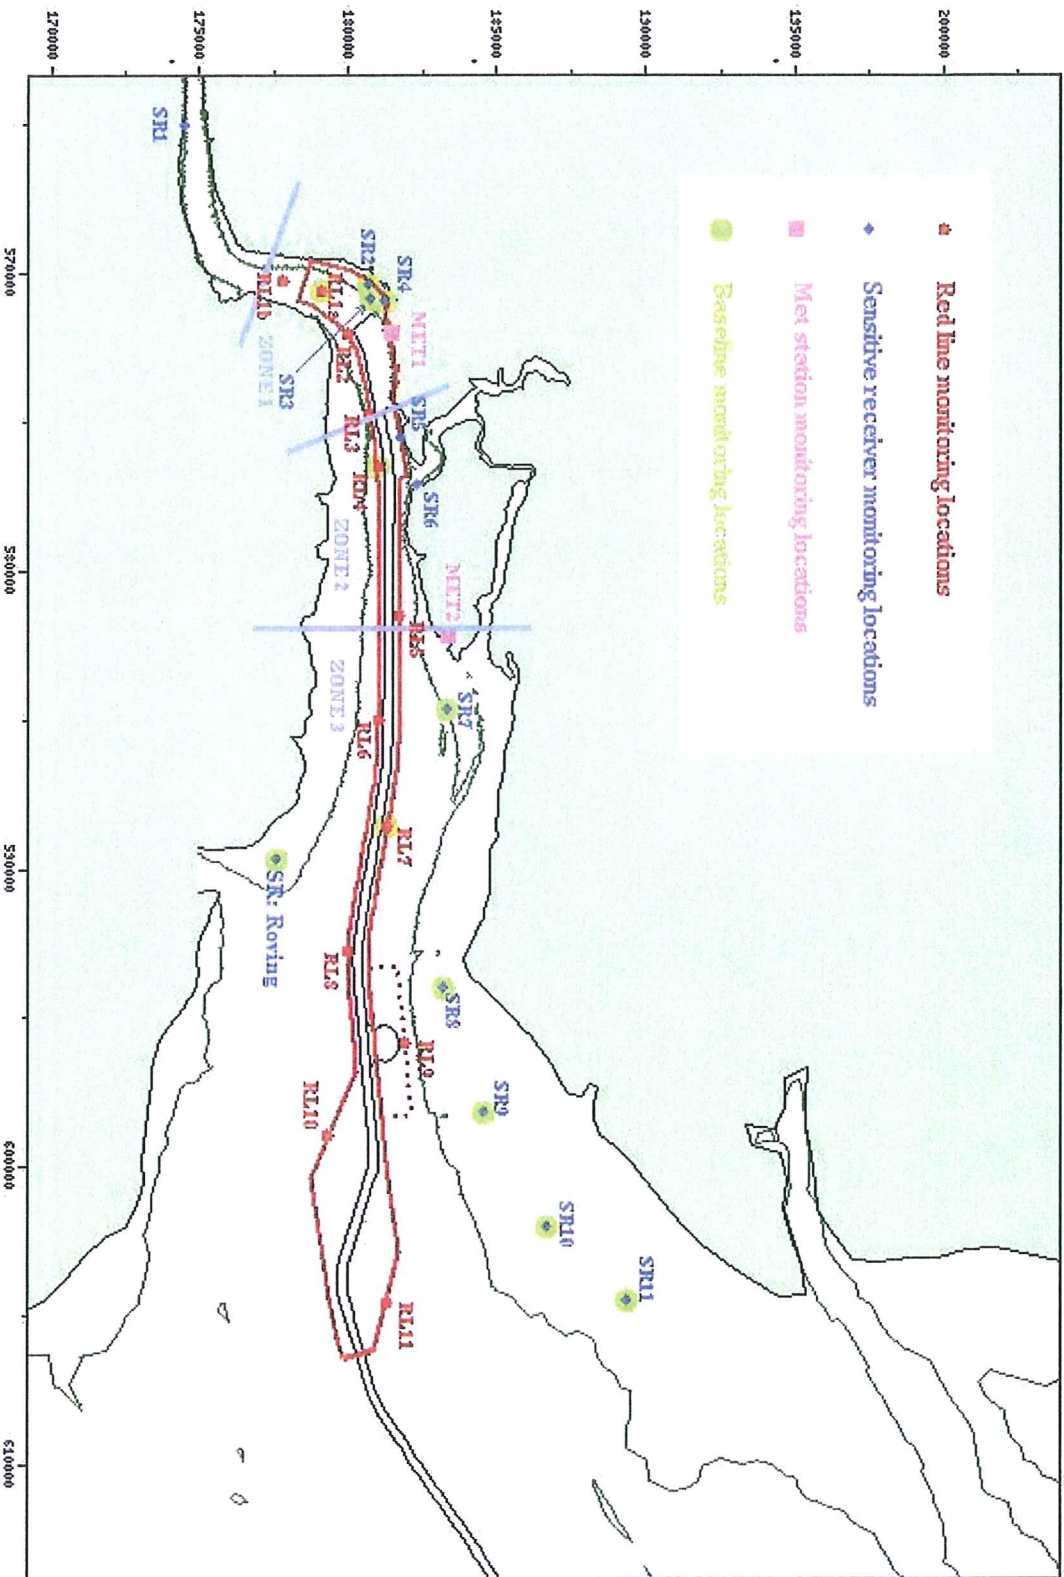 Red line monitoring locations
Sensitive receiver monitoring locations
Met station monitoring locations
Baseline monitoring locations
200000
195000
190000
185000
180000
175000
170000
570000
580000
590000
600000
610000
SR1
SR2
SR4
MET1
RL1b
RL2
ZONE 1
SR3
SR5
RL3
RL4
SR6
ZONE 2
MET2
RL5
ZONE 3
SR7
RL6
RL7
SR: Roving
RL8
SR8
RL9
SR9
RL10
SR10
SR11
RL11